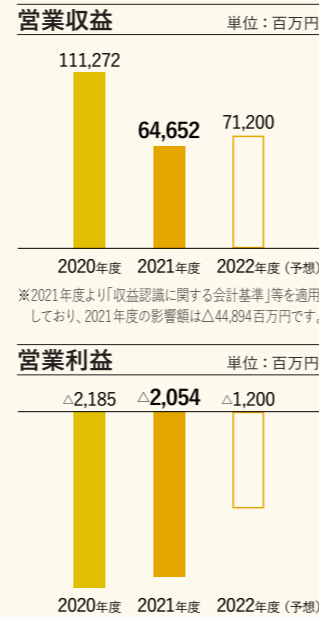 営業収益 単位：百万円
111,272
64,652
71,200
2020年度 2021年度 2022年度（予想）
※2021年度より「収益認識に関する会計基準」等を適用
しており、2021年度の影響額は△44,894百万円です。
営業利益 単位：百万円
△2,185 △2,054 △1,200
2020年度 2021年度 2022年度（予想）